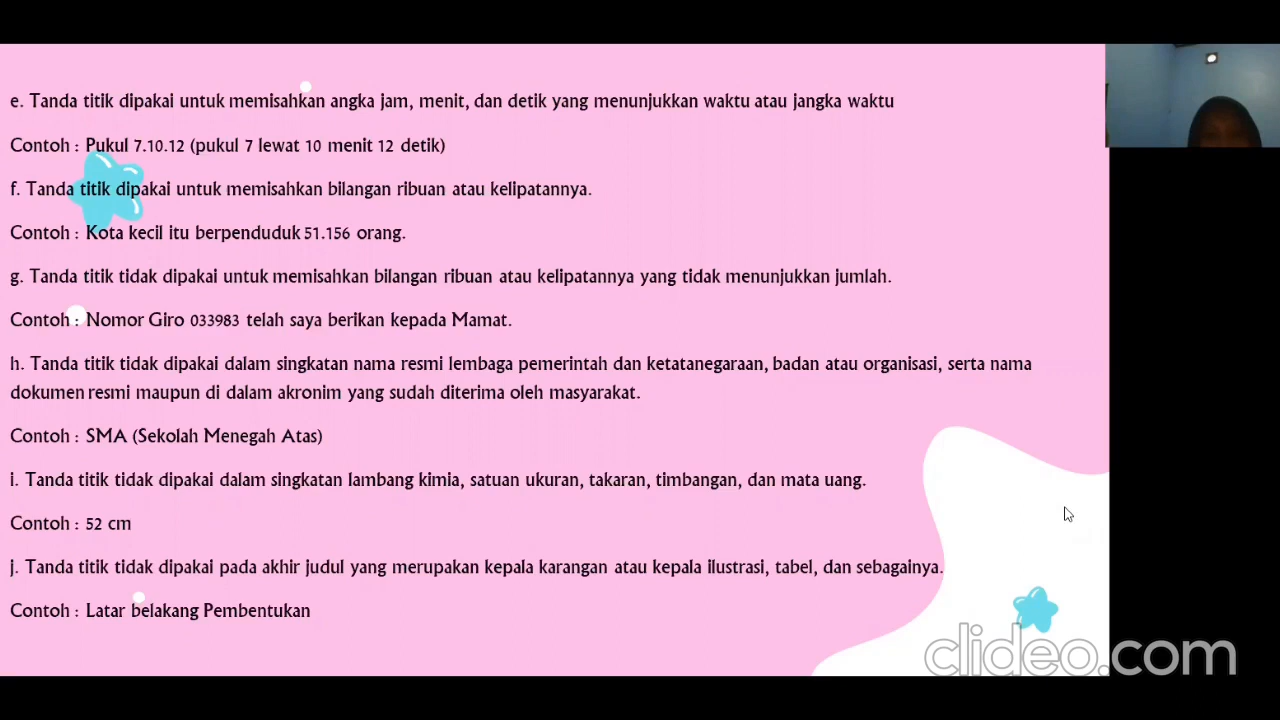 e. Tanda titik dipakai untuk memisahkan angka jam, menit, dan detik yang menunjukkan waktu atau jangka waktu
Contoh : Pukul 7.10.12 (pukul 7 lewat 10 menit 12 detik)
f. Tanda titik dipakai untuk memisahkan bilangan ribuan atau kelipatannya.
Contoh : Kota kecil itu berpenduduk 51.156 orang.
g. Tanda titik tidak dipakai untuk memisahkan bilangan ribuan atau kelipatannya yang tidak menunjukkan jumlah.
Contoh : Nomor Giro 033983 telah saya berikan kepada Mamat.
h. Tanda titik tidak dipakai dalam singkatan nama resmi lembaga pemerintah dan ketatanegaraan, badan atau organisasi, serta nama
dokumen resmi maupun di dalam akronim yang sudah diterima oleh masyarakat.
Contoh : SMA (Sekolah Menegah Atas)
i. Tanda titik tidak dipakai dalam singkatan lambang kimia, satuan ukuran, takaran, timbangan, dan mata uang.
Contoh : 52 cm
j. Tanda titik tidak dipakai pada akhir judul yang merupakan kepala karangan atau kepala ilustrasi, tabel, dan sebagainya.
Contoh : Latar belakang Pembentukan
clideo.com